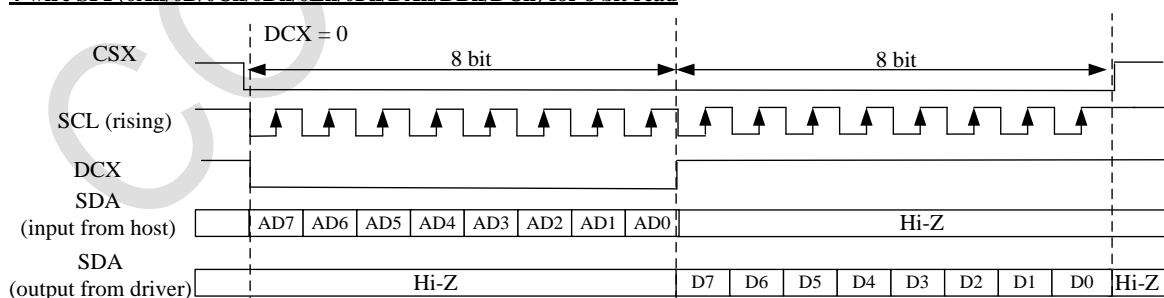 DCX = 0
CSX
8 bit
8 bit
SCL (rising)
DCX
SDA
(input from host)
AD7 AD6 AD5 AD4 AD3 AD2 AD1 AD0
Hi-Z
SDA
(output from driver)
Hi-Z
D7 D6 D5 D4 D3 D2 D1 D0
Hi-Z